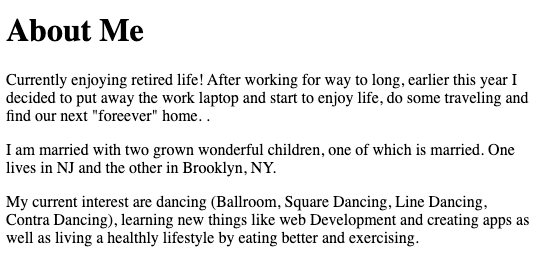 About Me
Currently enjoying retired life! After working for way to long, earlier this year I
decided to put away the work laptop and start to enjoy life, do some traveling and
find our next "foreever" home. .
I am married with two grown wonderful children, one of which is married. One
lives in NJ and the other in Brooklyn, NY.
My current interest are dancing (Ballroom, Square Dancing, Line Dancing,
Contra Dancing), learning new things like web Development and creating apps as
well as living a healthly lifestyle by eating better and exercising.